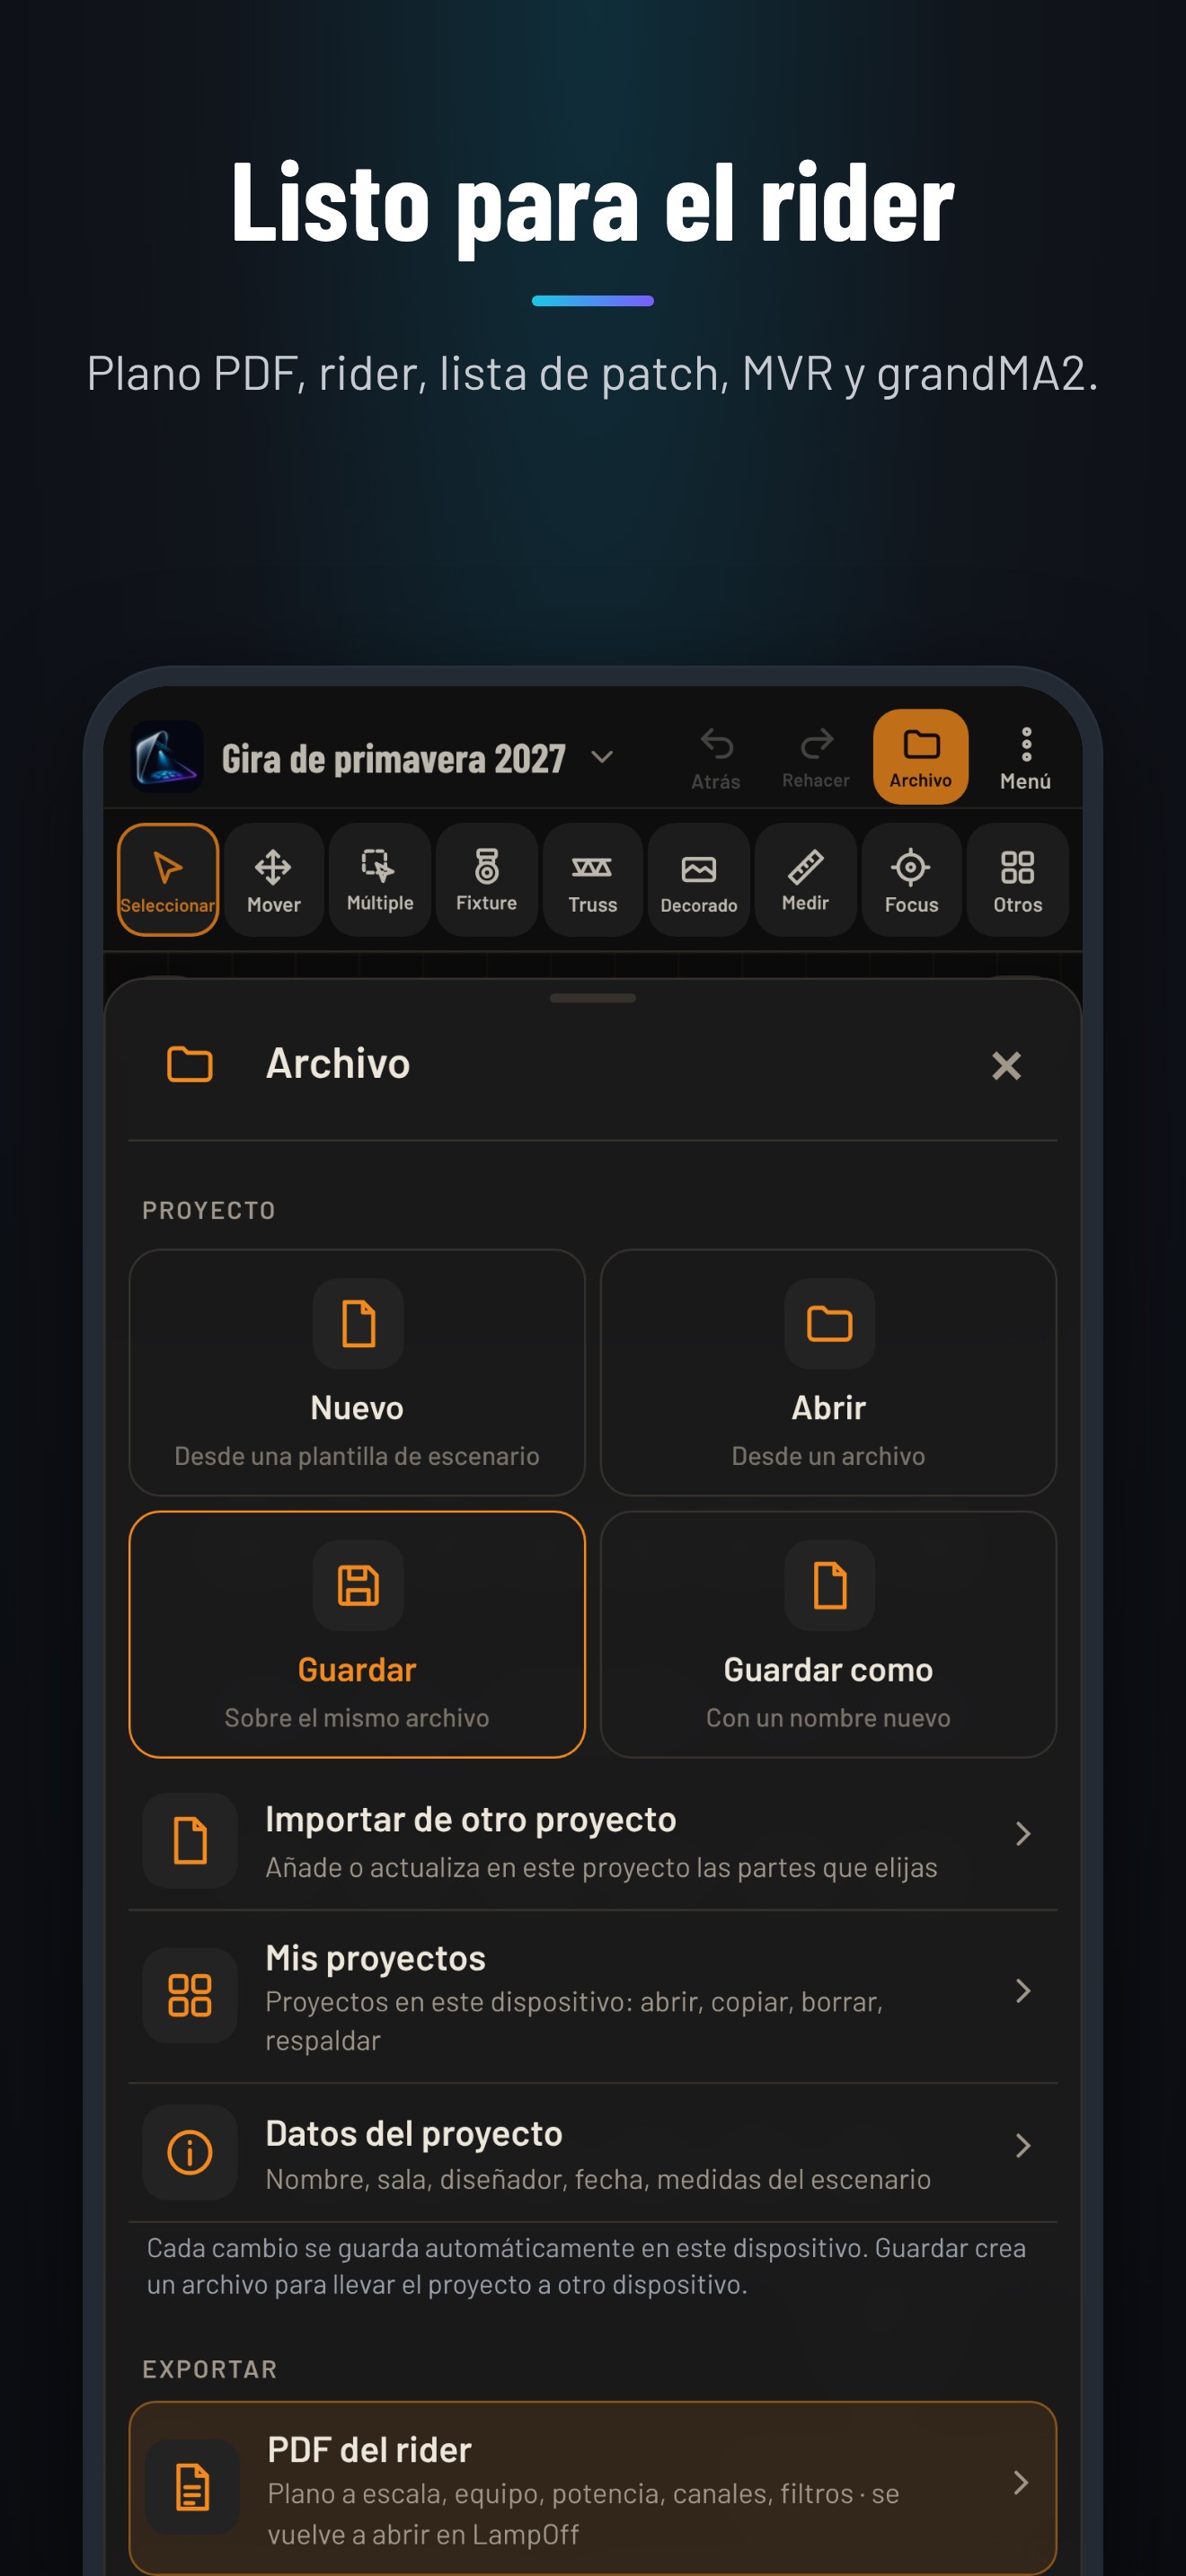 Listo para el rider
Plano PDF, rider, lista de patch, MVR y grandMA2.
Gira de primavera 2027
Atrás
Rehacer
Archivo
Menú
Seleccionar
Mover
Múltiple
Fixture
Truss
Decorado
Medir
Focus
Otros
Archivo
PROYECTO
Nuevo
Desde una plantilla de escenario
Abrir
Desde un archivo
Guardar
Sobre el mismo archivo
Guardar como
Con un nombre nuevo
Importar de otro proyecto
Añade o actualiza en este proyecto las partes que elijas
Mis proyectos
Proyectos en este dispositivo: abrir, copiar, borrar,
respaldar
Datos del proyecto
Nombre, sala, diseñador, fecha, medidas del escenario
Cada cambio se guarda automáticamente en este dispositivo. Guardar crea
un archivo para llevar el proyecto a otro dispositivo.
EXPORTAR
PDF del rider
Plano a escala, equipo, potencia, canales, filtros · se
vuelve a abrir en LampOff